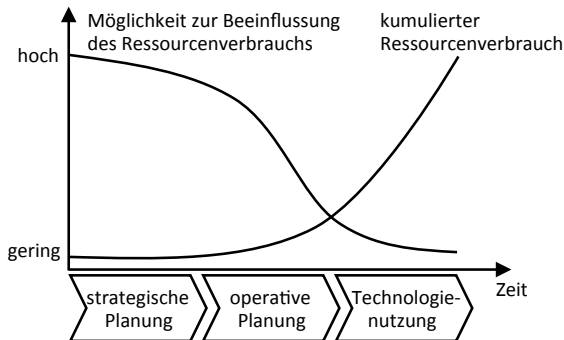 Möglichkeit zur Beeinflussung
des Ressourcenverbrauchs
kumulierter
Ressourcenverbrauch
hoch
gering
Zeit
strategische
Planung
operative
Planung
Technologie-
nutzung